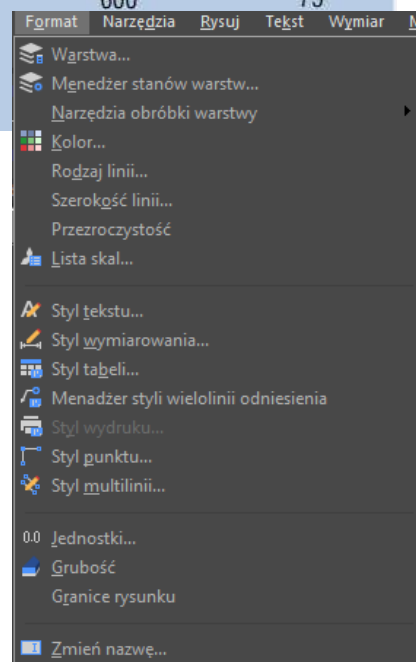 Format Narzędzia Rysuj Tekst Wymiar
Warstwa...
Menedżer stanów warstw...
Narzędzia obróbki warstwy
Kolor...
Rodzaj linii...
Szerokość linii...
Przezroczystość
Lista skal...
Styl tekstu...
Styl wymiarowania...
Styl tabeli...
Menadżer styli wielolinii odniesienia
Styl wydruku...
Styl punktu...
Styl multilinii...
0.0 Jednostki...
Grubość
Granice rysunku
Zmień nazwę...